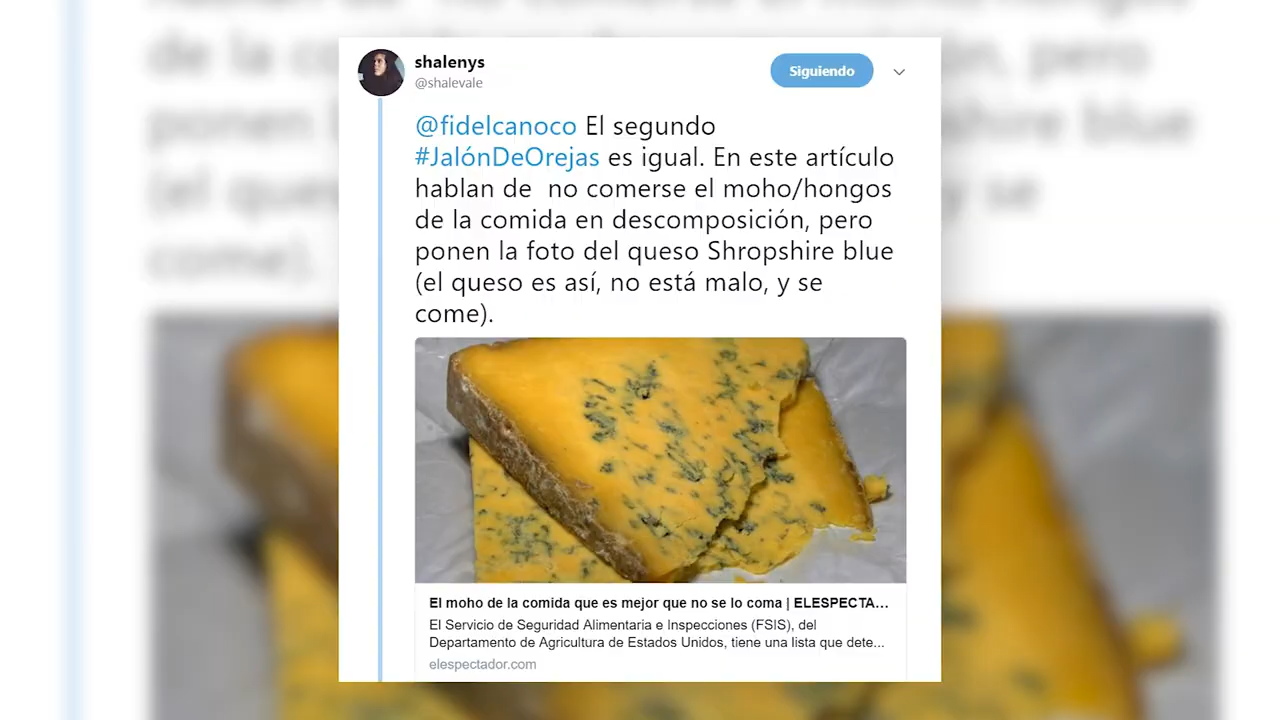 shalenys
@shalevale
Siguiendo
@fidelcanoco El segundo
#JalónDeOrejas es igual. En este artículo
hablan de  no comerse el moho/hongos
de la comida en descomposición, pero
ponen la foto del queso Shropshire blue
(el queso es así, no está malo, y se
come).
El moho de la comida que es mejor que no se lo coma | ELESPECTA...
El Servicio de Seguridad Alimentaria e Inspecciones (FSIS), del
Departamento de Agricultura de Estados Unidos, tiene una lista que dete...
elespectador.com